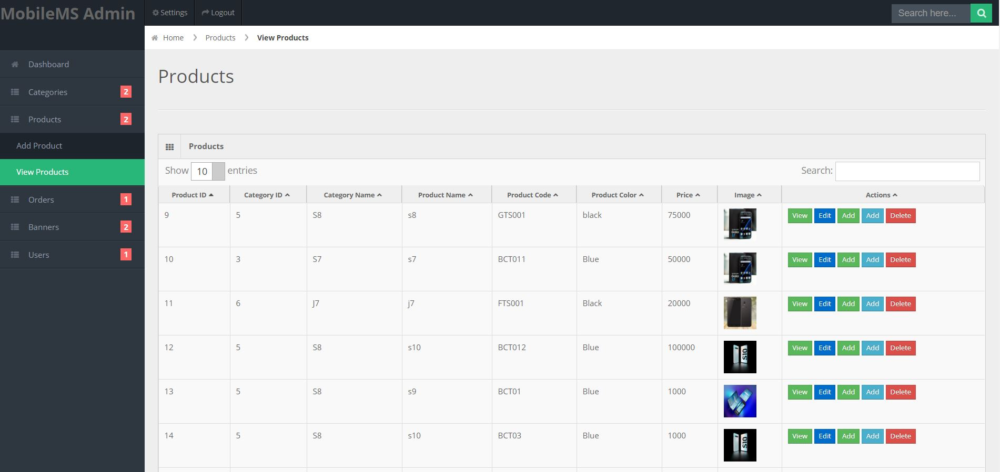 MobileMS Admin
Settings
Logout
Search here...
Home
Products
View Products
Dashboard
Categories 2
Products 2
Add Product
View Products
Orders 1
Banners 2
Users 1
Products
Products
Show 10 entries
Search:
Product ID Category ID Category Name Product Name Product Code Product Color Price Image Actions
9 5 S8 s8 GTS001 black 75000 View Edit Add Add Delete
10 3 S7 s7 BCT011 Blue 50000 View Edit Add Add Delete
11 6 J7 j7 FTS001 Black 20000 View Edit Add Add Delete
12 5 S8 s10 BCT012 Blue 100000 S10 View Edit Add Add Delete
13 5 S8 s9 BCT01 Blue 1000 View Edit Add Add Delete
14 5 S8 s10 BCT03 Blue 1000 S10 View Edit Add Add Delete